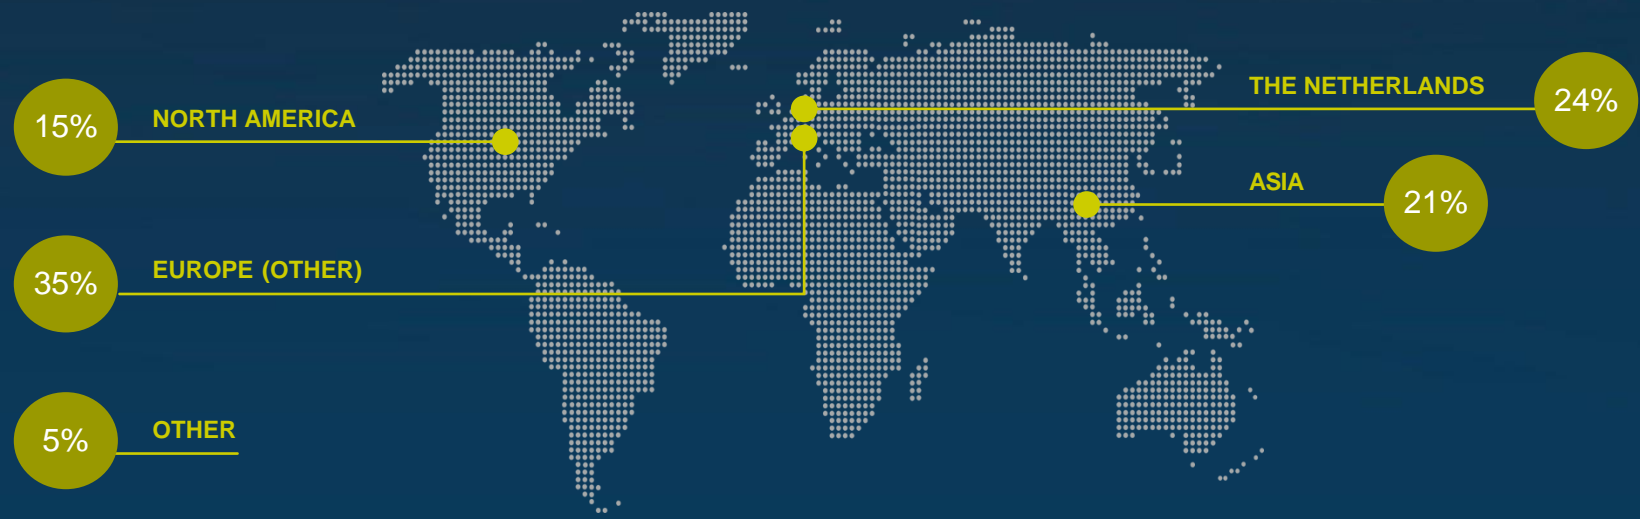 15%
NORTH AMERICA
35%
EUROPE (OTHER)
5%
OTHER
THE NETHERLANDS
24%
ASIA
21%